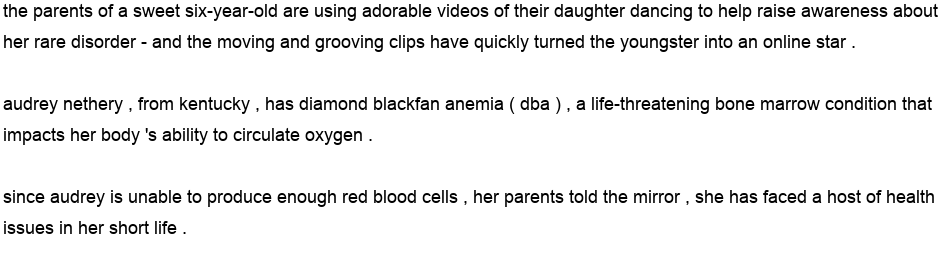 the parents of a sweet six-year-old are using adorable videos of their daughter dancing to help raise awareness about
her rare disorder - and the moving and grooving clips have quickly turned the youngster into an online star .
audrey nethery , from kentucky , has diamond blackfan anemia ( dba ) , a life-threatening bone marrow condition that
impacts her body 's ability to circulate oxygen .
since audrey is unable to produce enough red blood cells , her parents told the mirror , she has faced a host of health
issues in her short life .